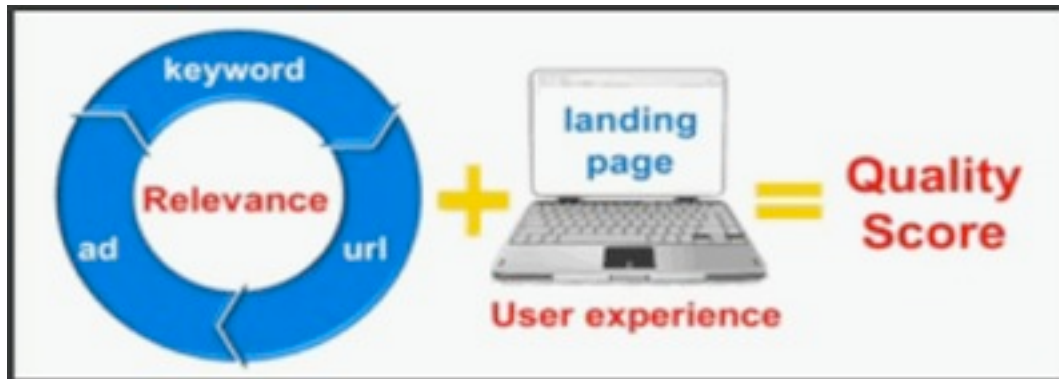 keyword
Relevance
ad
url
landing
page
User experience
Quality
Score